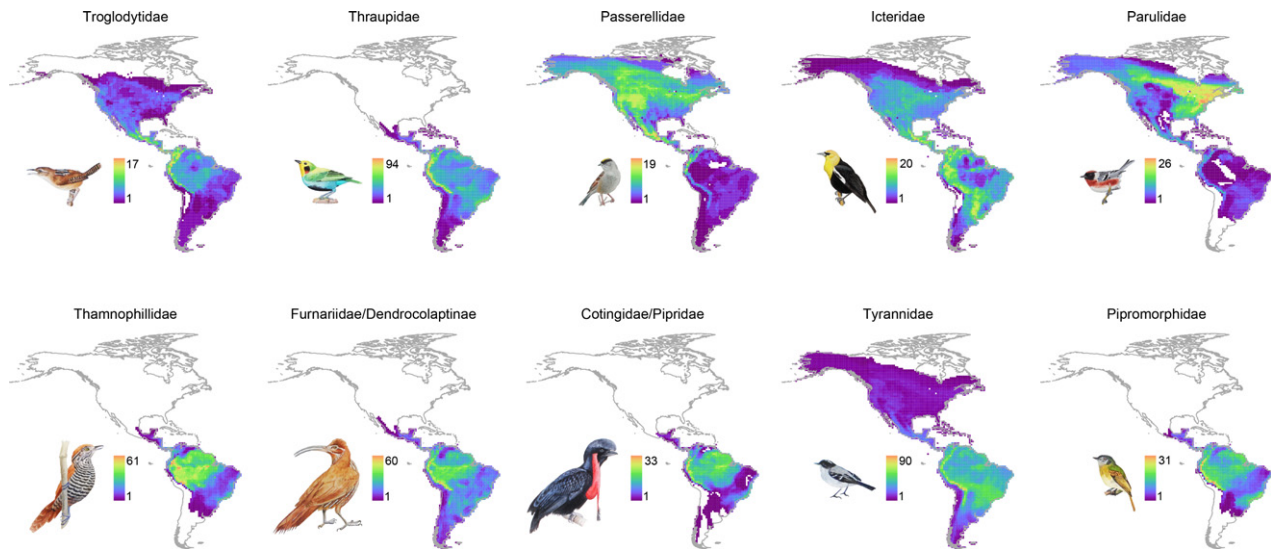 Troglodytidae
Thraupidae
Passerellidae
Icteridae
Parulidae
17
1
94
1
19
1
20
1
26
1
Thamnophillidae
Furnariidae/Dendrocolaptinae
Cotingidae/Pipridae
Tyrannidae
Pipromorphidae
61
1
60
1
33
1
90
1
31
1